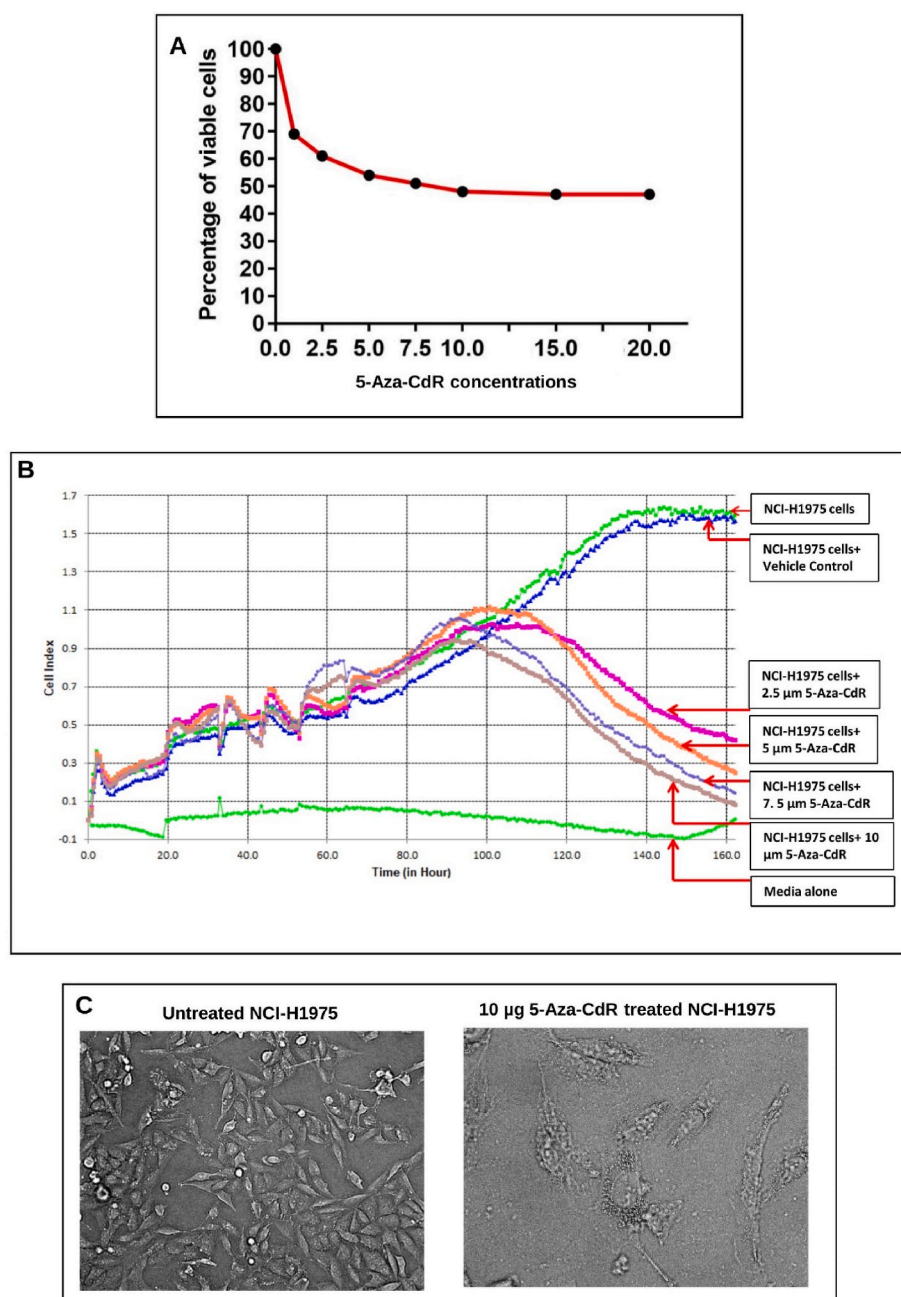 A
Percentage of viable cells
100
90
80
70
60
50
40
30
20
10
0
0.0 2.5 5.0 7.5 10.0 15.0 20.0
5-Aza-CdR concentrations
B
Cell Index
1.7
1.5
1.3
1.1
0.9
0.7
0.5
0.3
0.1
-0.1
0.0 20.0 40.0 60.0 80.0 100.0 120.0 140.0 160.0
Time (in Hour)
NCI-H1975 cells
NCI-H1975 cells+
Vehicle Control
NCI-H1975 cells+
2.5 µm 5-Aza-CdR
NCI-H1975 cells+
5 µm 5-Aza-CdR
NCI-H1975 cells+
7. 5 µm 5-Aza-CdR
NCI-H1975 cells+ 10
µm 5-Aza-CdR
Media alone
C
Untreated NCI-H1975
10 µg 5-Aza-CdR treated NCI-H1975